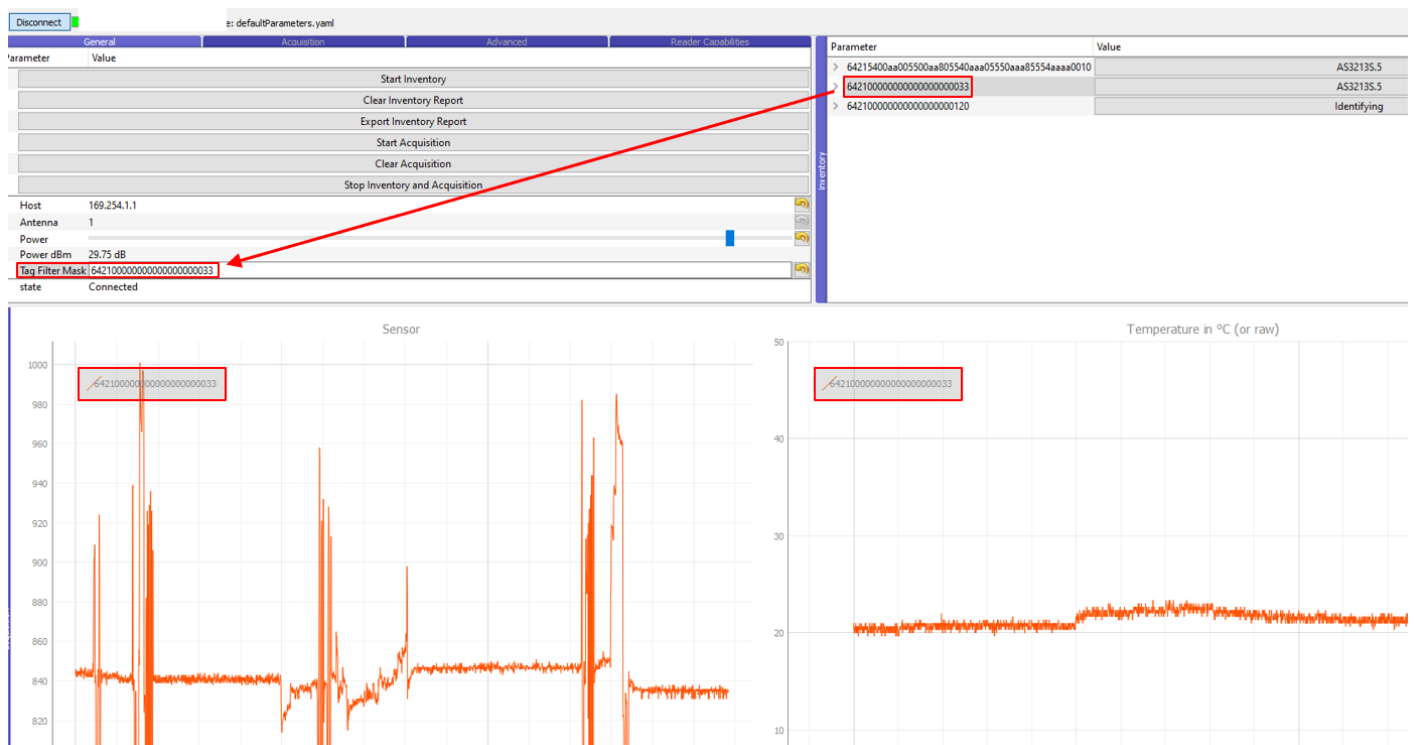 Disconnect
e: defaultParameters.yaml
General Acquisition Advanced Reader Capabilities
Parameter Value
Start Inventory
Clear Inventory Report
Export Inventory Report
Start Acquisition
Clear Acquisition
Stop Inventory and Acquisition
Host 169.254.1.1
Antenna 1
Power
Power dBm 29.75 dB
Tag Filter Mask 642100000000000000000033
state Connected
inventory
Parameter Value
64215400aa005500aa805540aaa05550aaa85554aaaa0010 AS3213S.5
642100000000000000000033 AS3213S.5
642100000000000000000120 Identifying
Sensor
642100000000000000000033
1000
980
960
940
920
900
880
860
840
820
Temperature in ºC (or raw)
642100000000000000000033
50
40
30
20
10